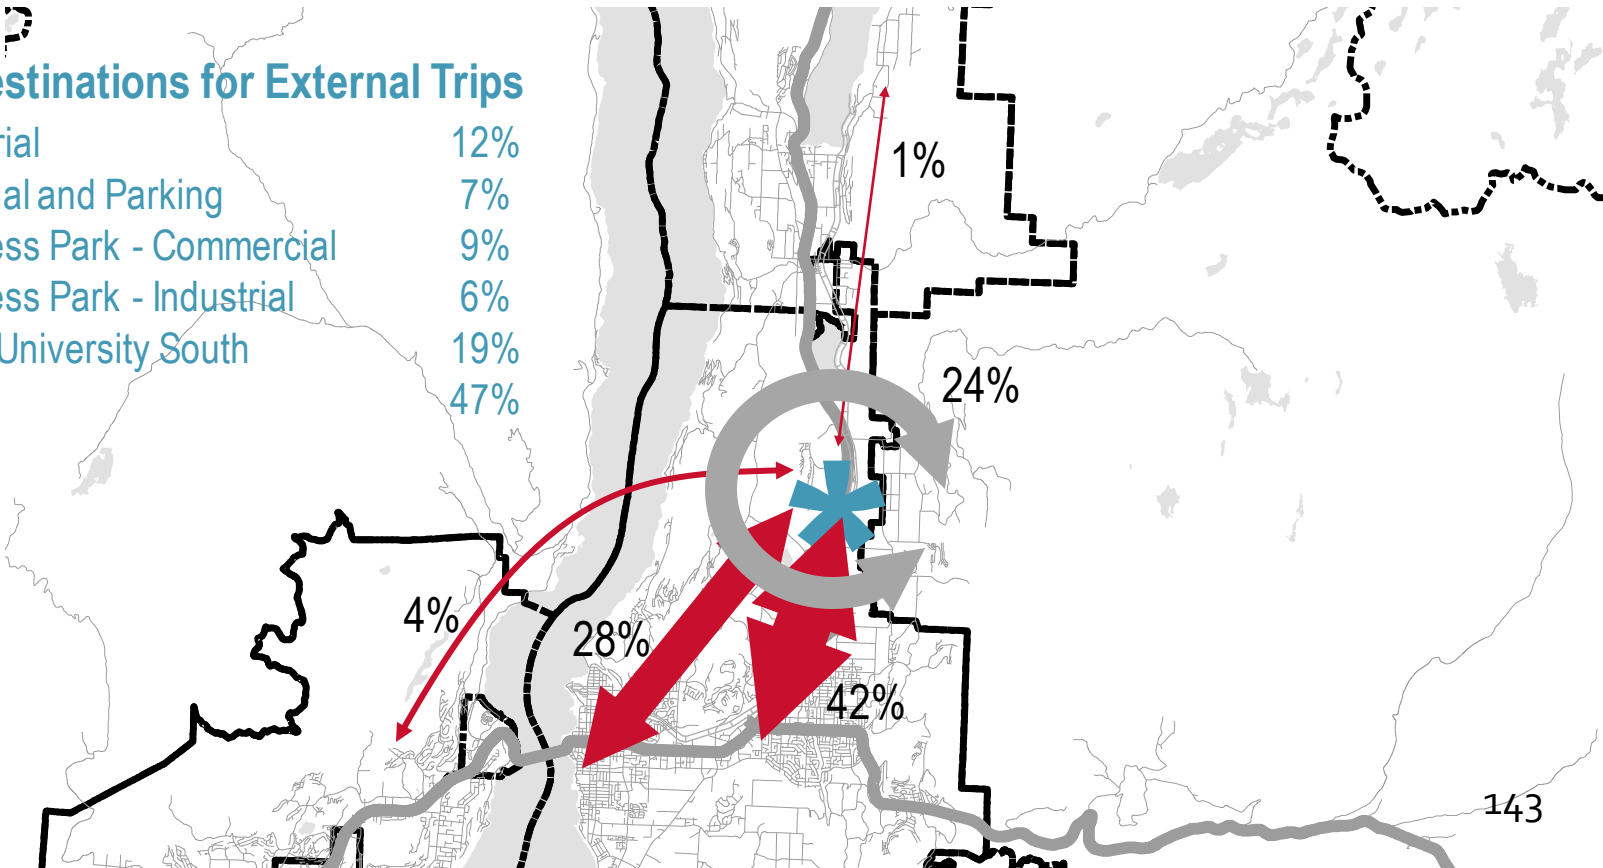 estinations for External Trips
rial 12%
al and Parking 7%
ess Park - Commercial 9%
ess Park - Industrial 6%
University South 19%
47%
1%
24%
4%
28%
42%
143